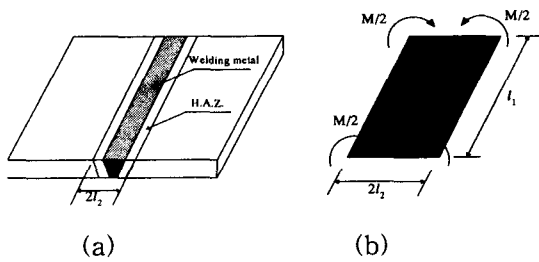 M/2
M/2
Welding metal
H.A.Z.
l₁
M/2
2l₂
2l₂
(a)
(b)